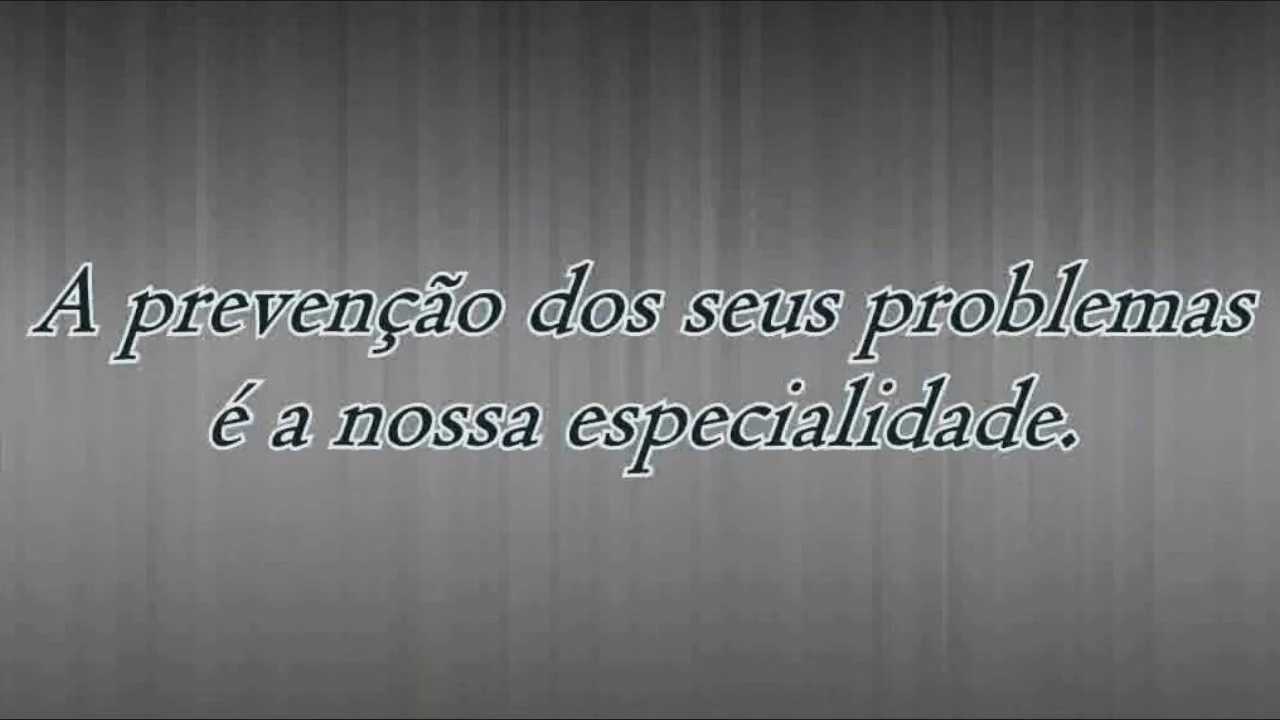 A prevenção dos seus problemas
é a nossa especialidade.